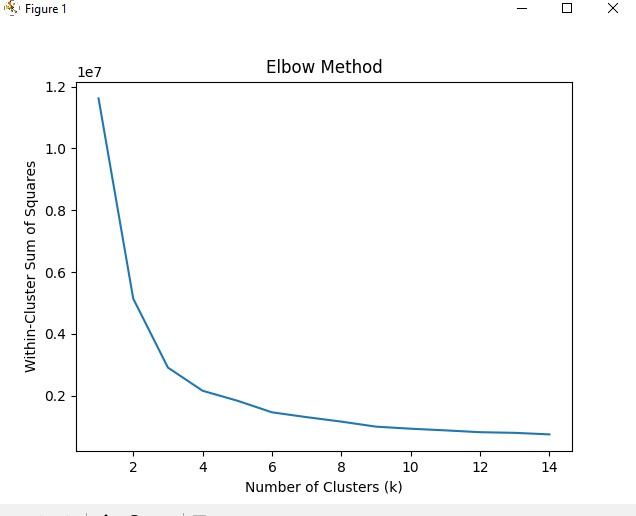 Figure 1
Elbow Method
1e7
1.2
1.0
0.8
0.6
0.4
0.2
Within-Cluster Sum of Squares
2 4 6 8 10 12 14
Number of Clusters (k)